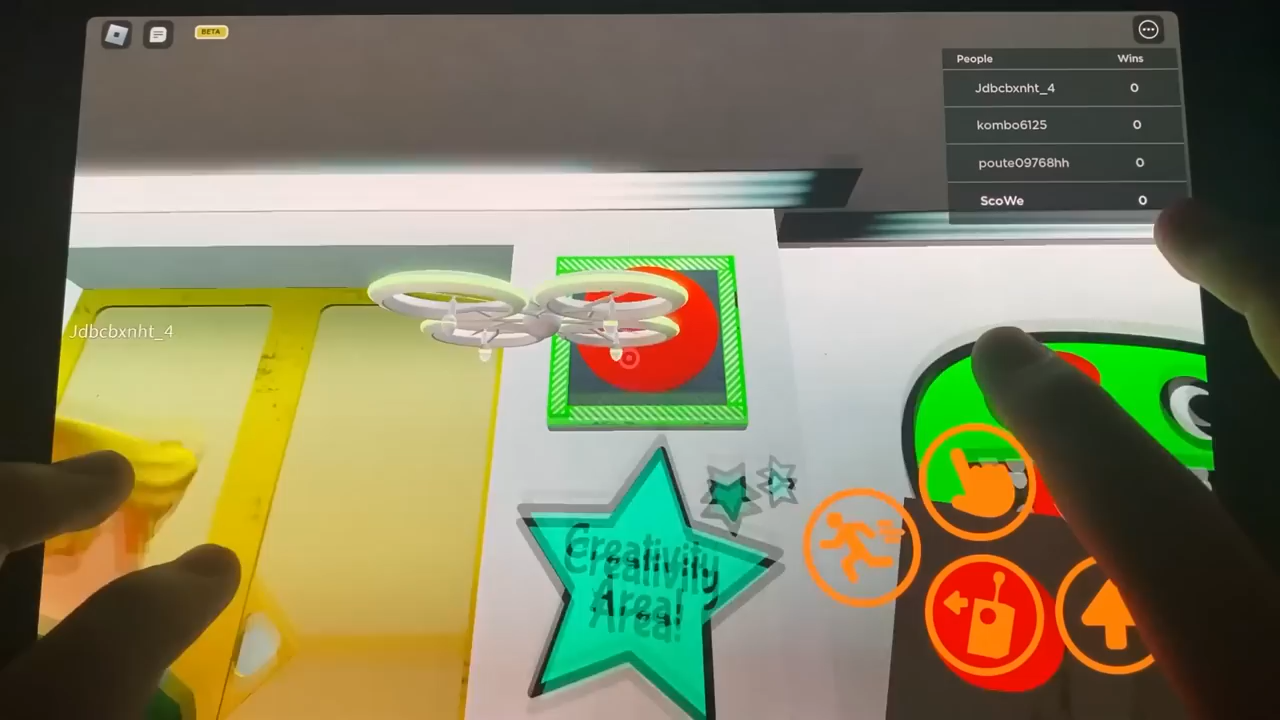 BETA
People Wins
Jdbcbxnht_4 0
kombo6125 0
poute09768hh 0
ScoWe 0
Jdbcbxnht_4
Creativity
Area!